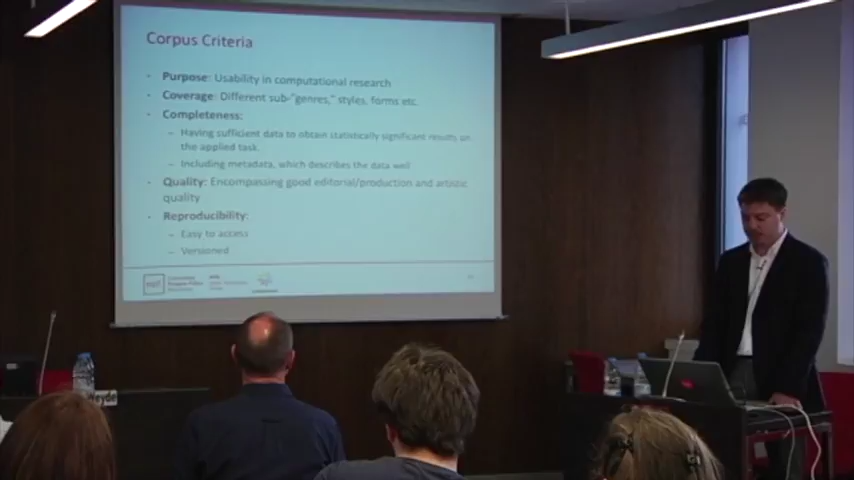 Corpus Criteria
- Purpose: Usability in computational research
- Coverage: Different sub-"genres," styles, forms etc.
- Completeness:
– Having sufficient data to obtain statistically significant results on
the applied task.
– Including metadata, which describes the data well
- Quality: Encompassing good editorial/production and artistic
quality
- Reproducibility:
– Easy to access
– Versioned
upf